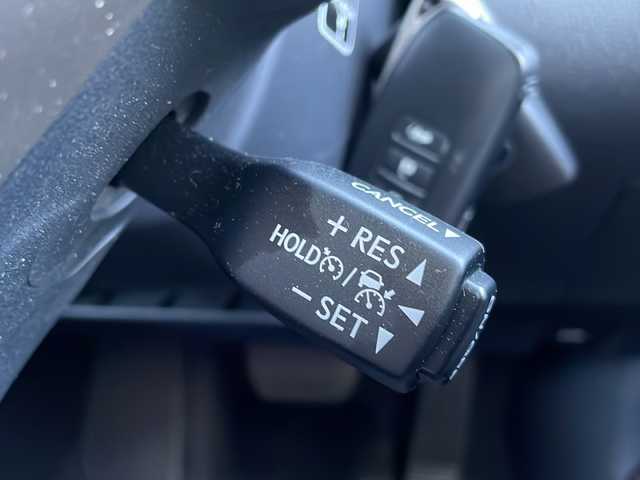 CANCEL▼
+ RES ▲
HOLD /
− SET ▼